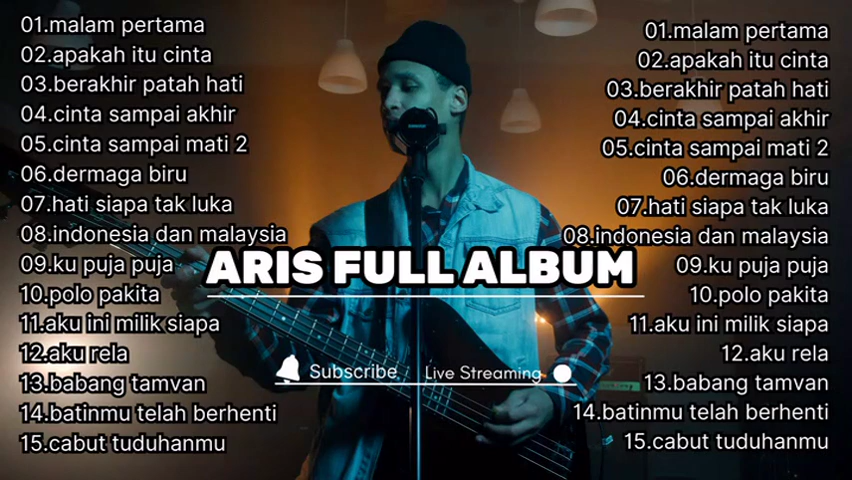 01.malam pertama
02.apakah itu cinta
03.berakhir patah hati
04.cinta sampai akhir
05.cinta sampai mati 2
06.dermaga biru
07.hati siapa tak luka
08.indonesia dan malaysia
09.ku puja puja
10.polo pakita
11.aku ini milik siapa
12.aku rela
13.babang tamvan
14.batinmu telah berhenti
15.cabut tuduhanmu
ARIS FULL ALBUM
Subscribe
Live Streaming
01.malam pertama
02.apakah itu cinta
03.berakhir patah hati
04.cinta sampai akhir
05.cinta sampai mati 2
06.dermaga biru
07.hati siapa tak luka
08.indonesia dan malaysia
09.ku puja puja
10.polo pakita
11.aku ini milik siapa
12.aku rela
13.babang tamvan
14.batinmu telah berhenti
15.cabut tuduhanmu